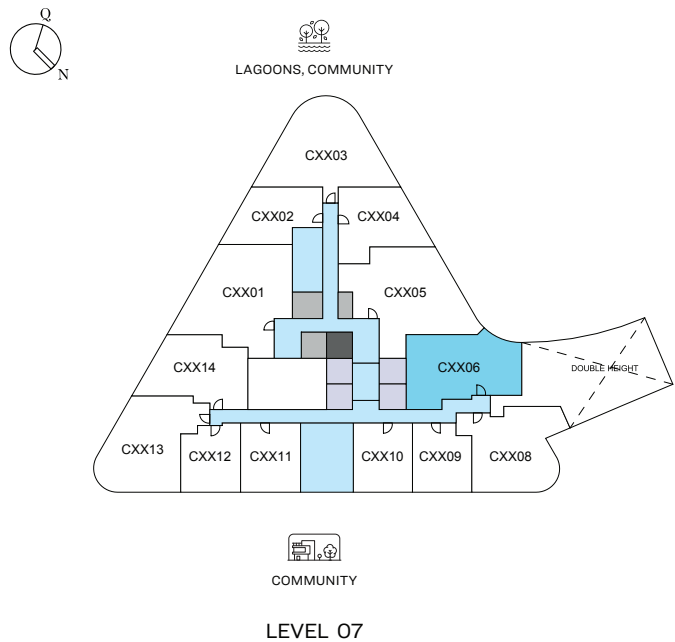 Q
N
LAGOONS, COMMUNITY
CXX03
CXX02
CXX04
CXX01
CXX05
CXX14
CXX06
DOUBLE HEIGHT
CXX13
CXX12
CXX11
CXX10
CXX09
CXX08
COMMUNITY
LEVEL 07